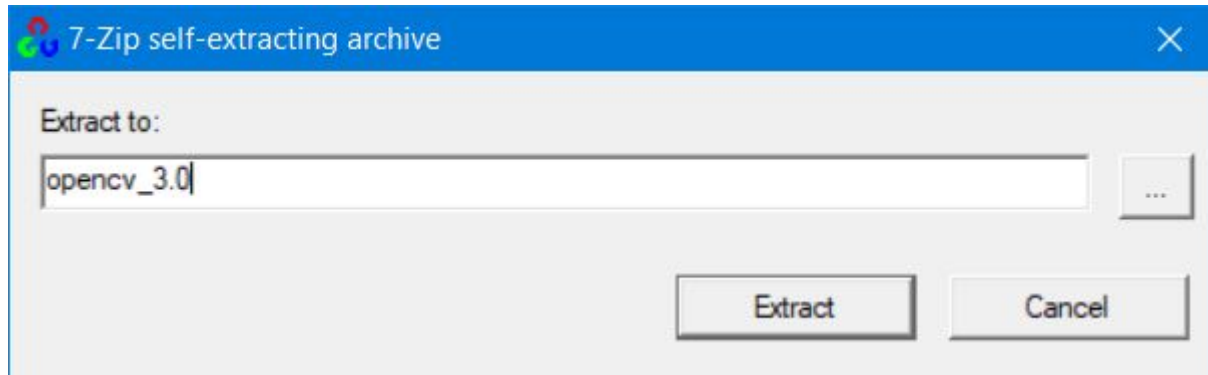 7-Zip self-extracting archive
Extract to:
opencv_3.0
...
Extract Cancel